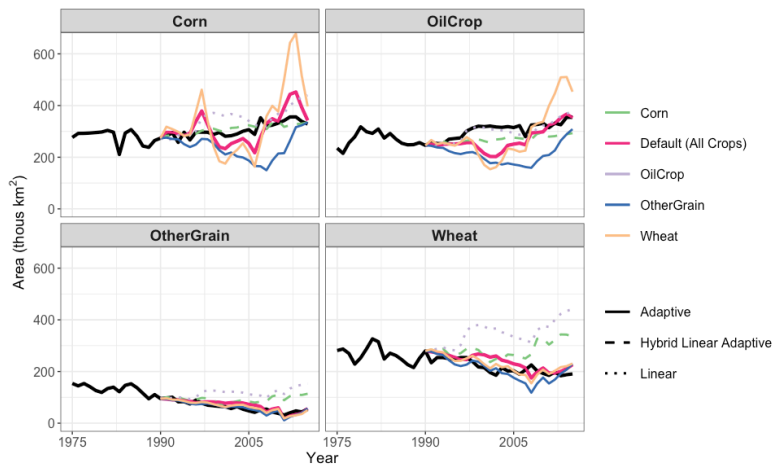 Corn
OilCrop
600
400
200
0
OtherGrain
Wheat
600
400
200
0
1975
1990
2005
1975
1990
2005
Year
Area (thous km²)
Corn
Default (All Crops)
OilCrop
OtherGrain
Wheat
Adaptive
Hybrid Linear Adaptive
Linear